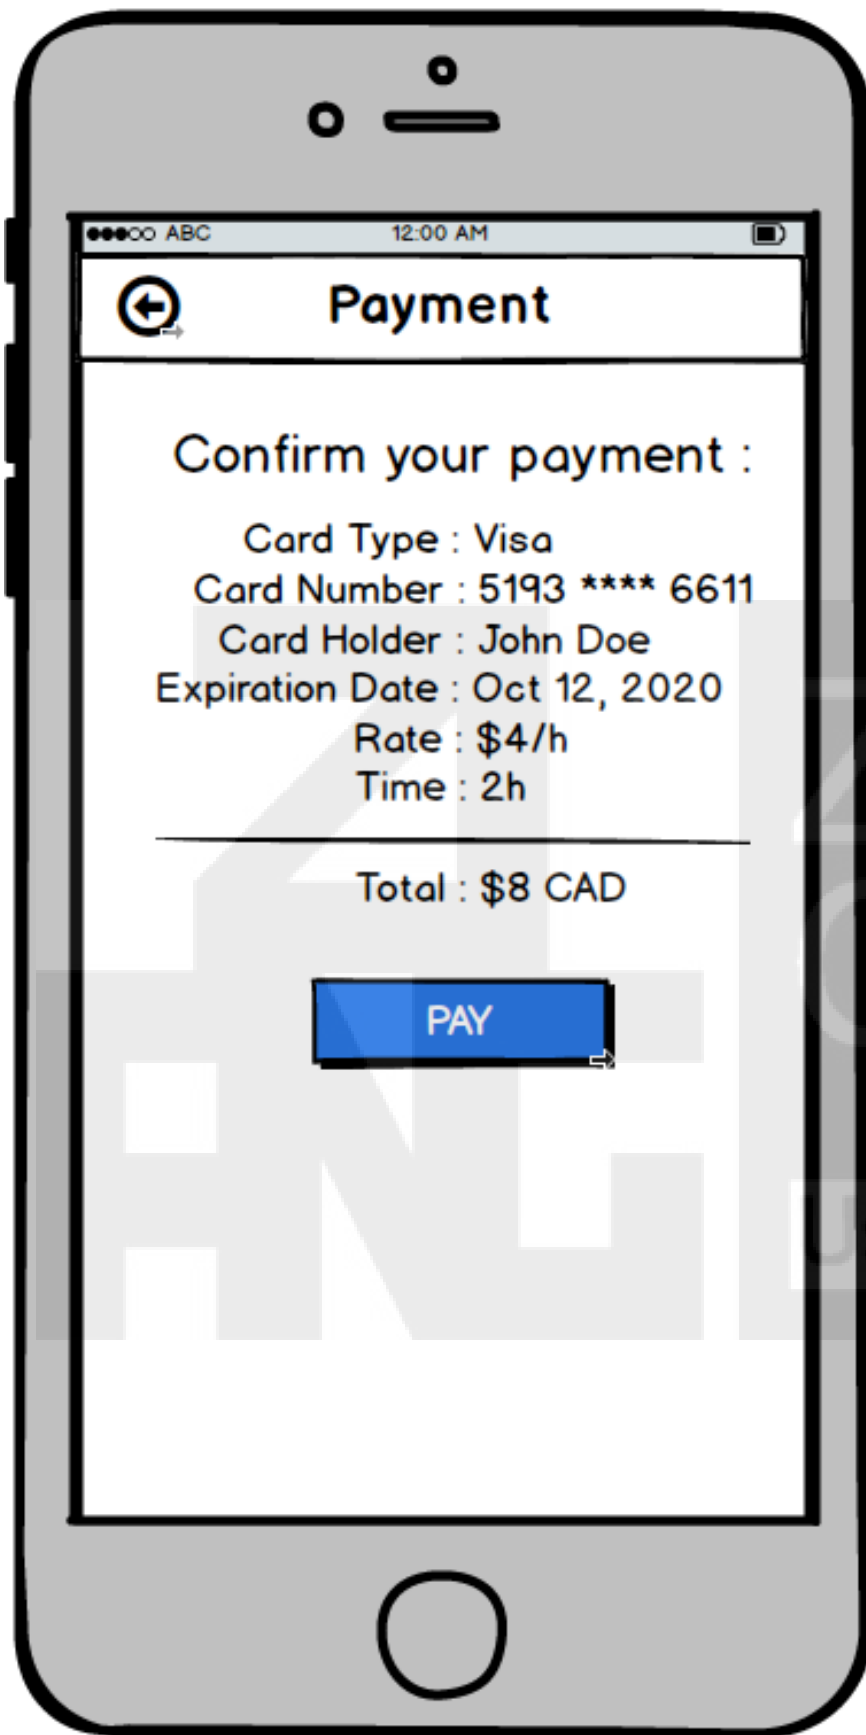 ABC 12:00 AM
Payment
Confirm your payment :
Card Type : Visa
Card Number : 5193 **** 6611
Card Holder : John Doe
Expiration Date : Oct 12, 2020
Rate : $4/h
Time : 2h
Total : $8 CAD
PAY